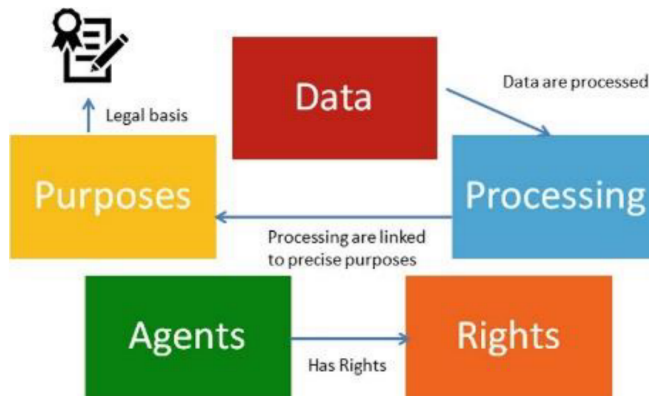 Data
Data are processed
Legal basis
Purposes
Processing
Processing are linked
to precise purposes
Agents
Rights
Has Rights